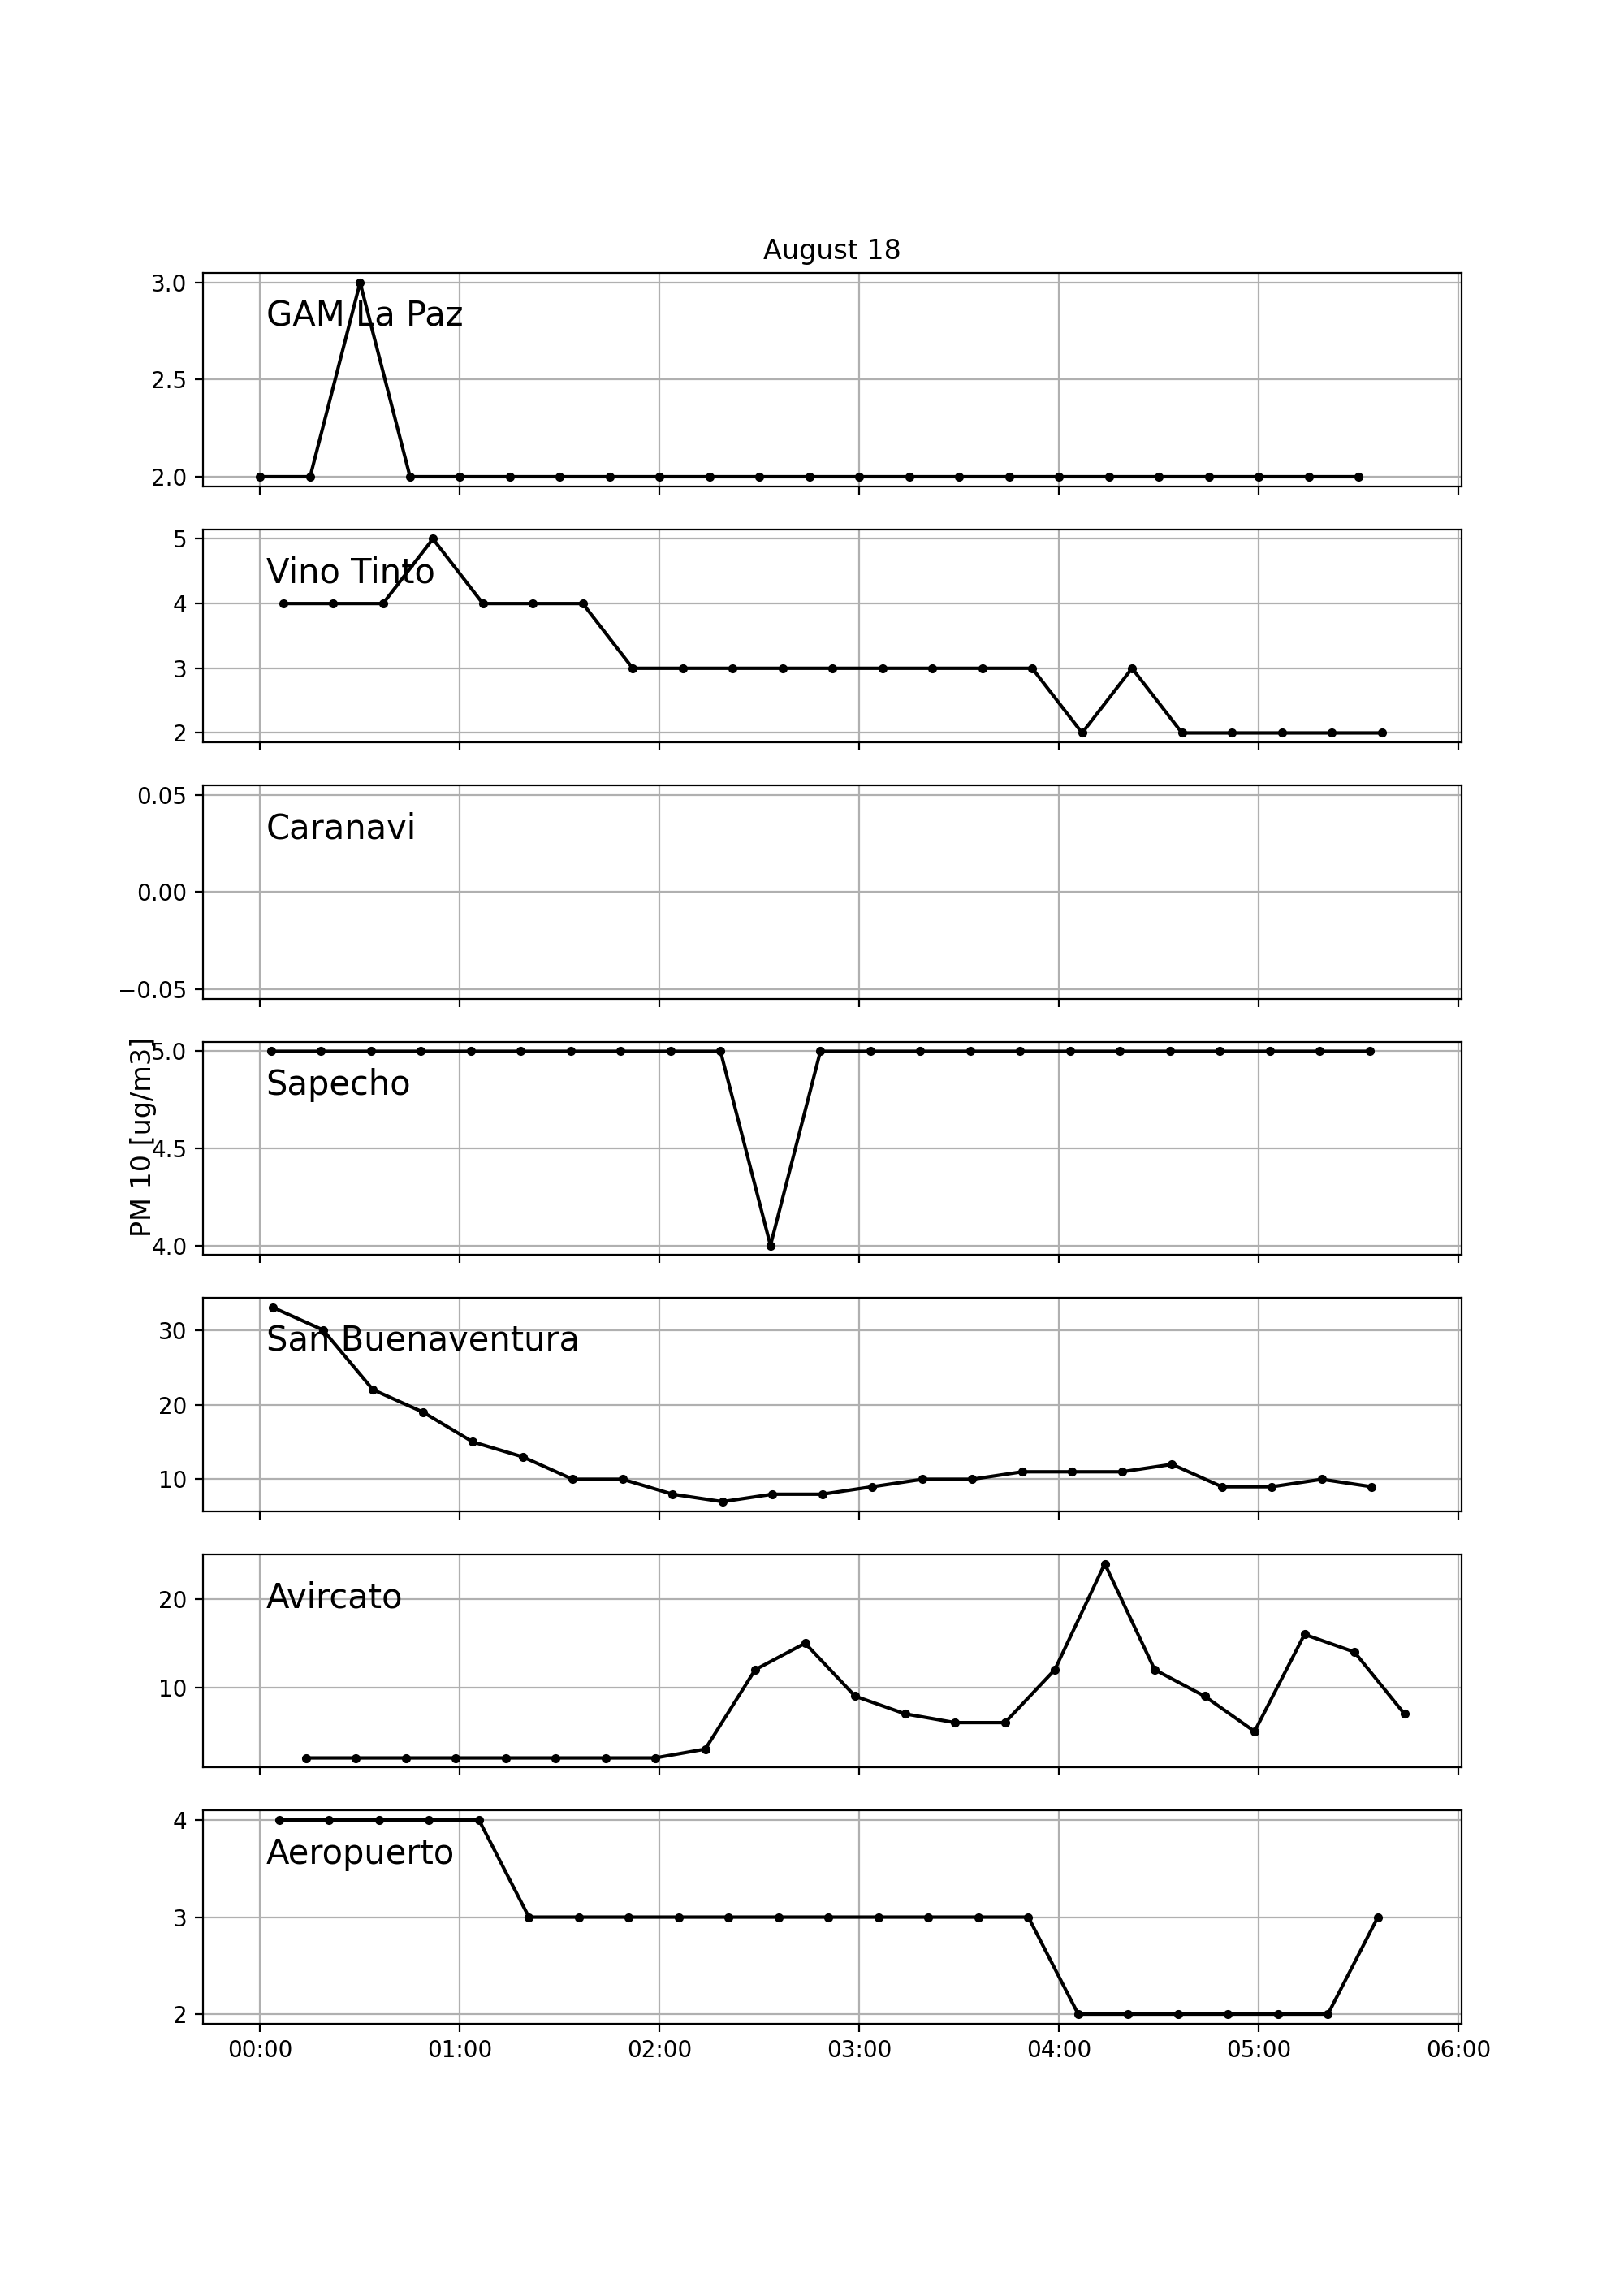 August 18
3.0
GAM La Paz
2.5
2.0
5
Vino Tinto
4
3
2
0.05
Caranavi
0.00
−0.05
PM 10 [ug/m3]
5.0
Sapecho
4.5
4.0
30
San Buenaventura
20
10
20
Avircato
10
4
Aeropuerto
3
2
00:00 01:00 02:00 03:00 04:00 05:00 06:00